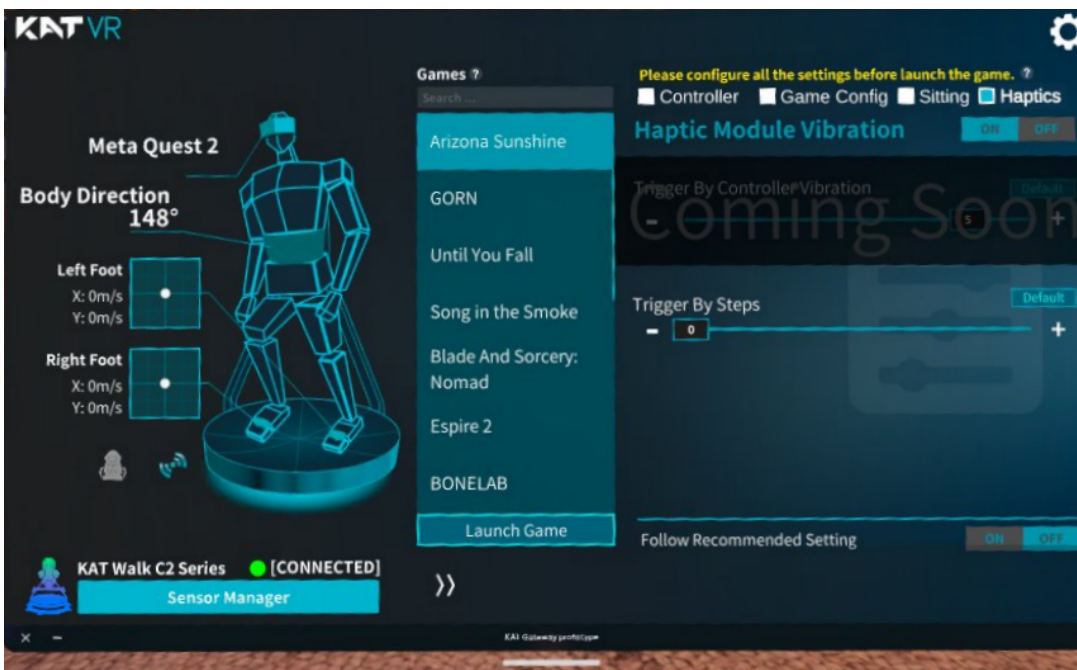 KAT VR
Games ?
Search ...
Please configure all the settings before launch the game. ?
Controller Game Config Sitting Haptics
Haptic Module Vibration ON OFF
Meta Quest 2
Body Direction
148°
Left Foot
X: 0m/s
Y: 0m/s
Right Foot
X: 0m/s
Y: 0m/s
Arizona Sunshine
GORN
Until You Fall
Song in the Smoke
Blade And Sorcery:
Nomad
Espire 2
BONELAB
Launch Game
Trigger By Controller Vibration Default
Coming Soon
- 5 +
Trigger By Steps Default
- 0 +
Follow Recommended Setting ON OFF
KAT Walk C2 Series [CONNECTED]
Sensor Manager
KAT Gateway prototype